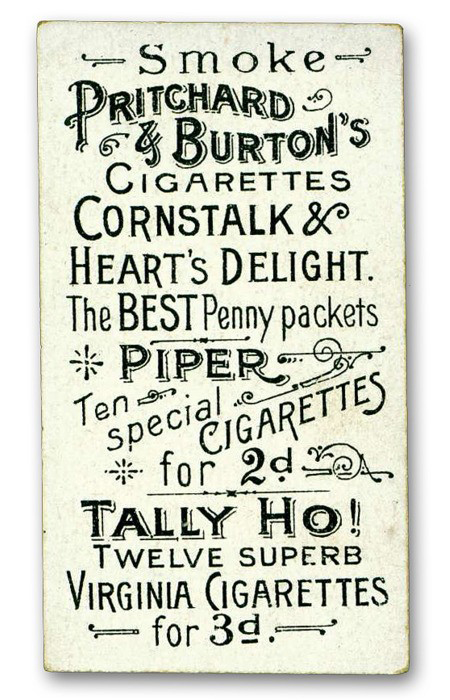 Smoke
PRITCHARD
& BURTON'S
CIGARETTES
CORNSTALK &
HEART'S DELIGHT.
The BEST Penny packets
PIPER
Ten special CIGARETTES
for 2d
TALLY HO!
TWELVE SUPERB
VIRGINIA CIGARETTES
for 3d.